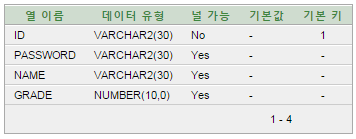 열 이름 데이터 유형 널 가능 기본값 기본 키
ID VARCHAR2(30) No - 1
PASSWORD VARCHAR2(30) Yes - -
NAME VARCHAR2(30) Yes - -
GRADE NUMBER(10,0) Yes - -
1 - 4